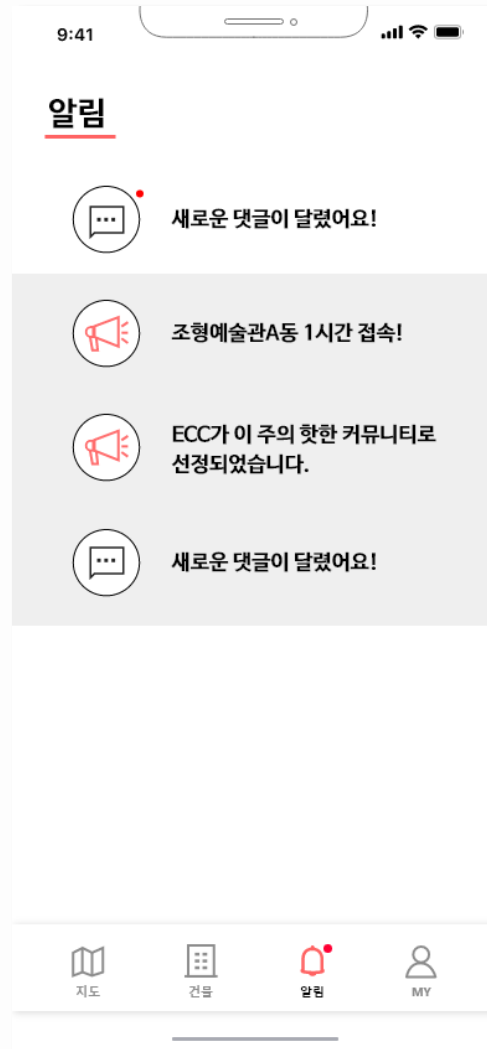 9:41
알림
새로운 댓글이 달렸어요!
조형예술관A동 1시간 접속!
ECC가 이 주의 핫한 커뮤니티로
선정되었습니다.
새로운 댓글이 달렸어요!
지도
건물
알림
MY